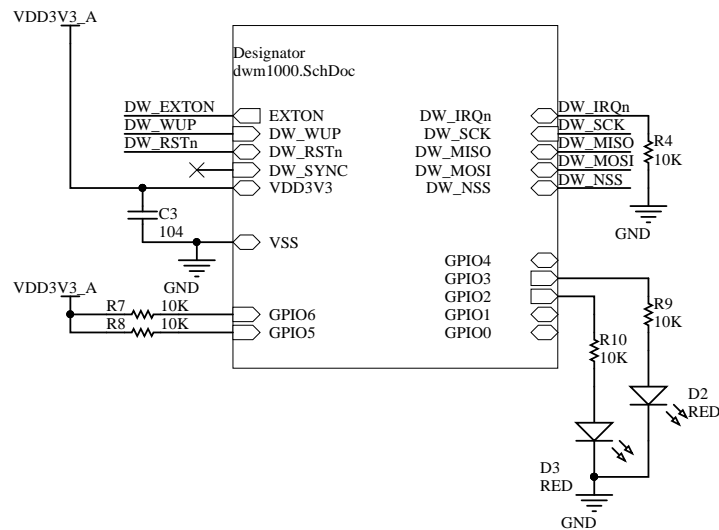 VDD3V3_A
Designator
dwm1000.SchDoc
DW_EXTON
EXTON
DW_WUP
DW_WUP
DW_RSTn
DW_RSTn
DW_SYNC
VDD3V3
C3
104
VSS
GND
DW_IRQn
DW_IRQn
DW_SCK
DW_SCK
DW_MISO
DW_MISO
DW_MOSI
DW_MOSI
DW_NSS
DW_NSS
R4
10K
GND
VDD3V3_A
R7
10K
GPIO6
R8
10K
GPIO5
GPIO4
GPIO3
GPIO2
GPIO1
GPIO0
R9
10K
R10
10K
D2
RED
D3
RED
GND